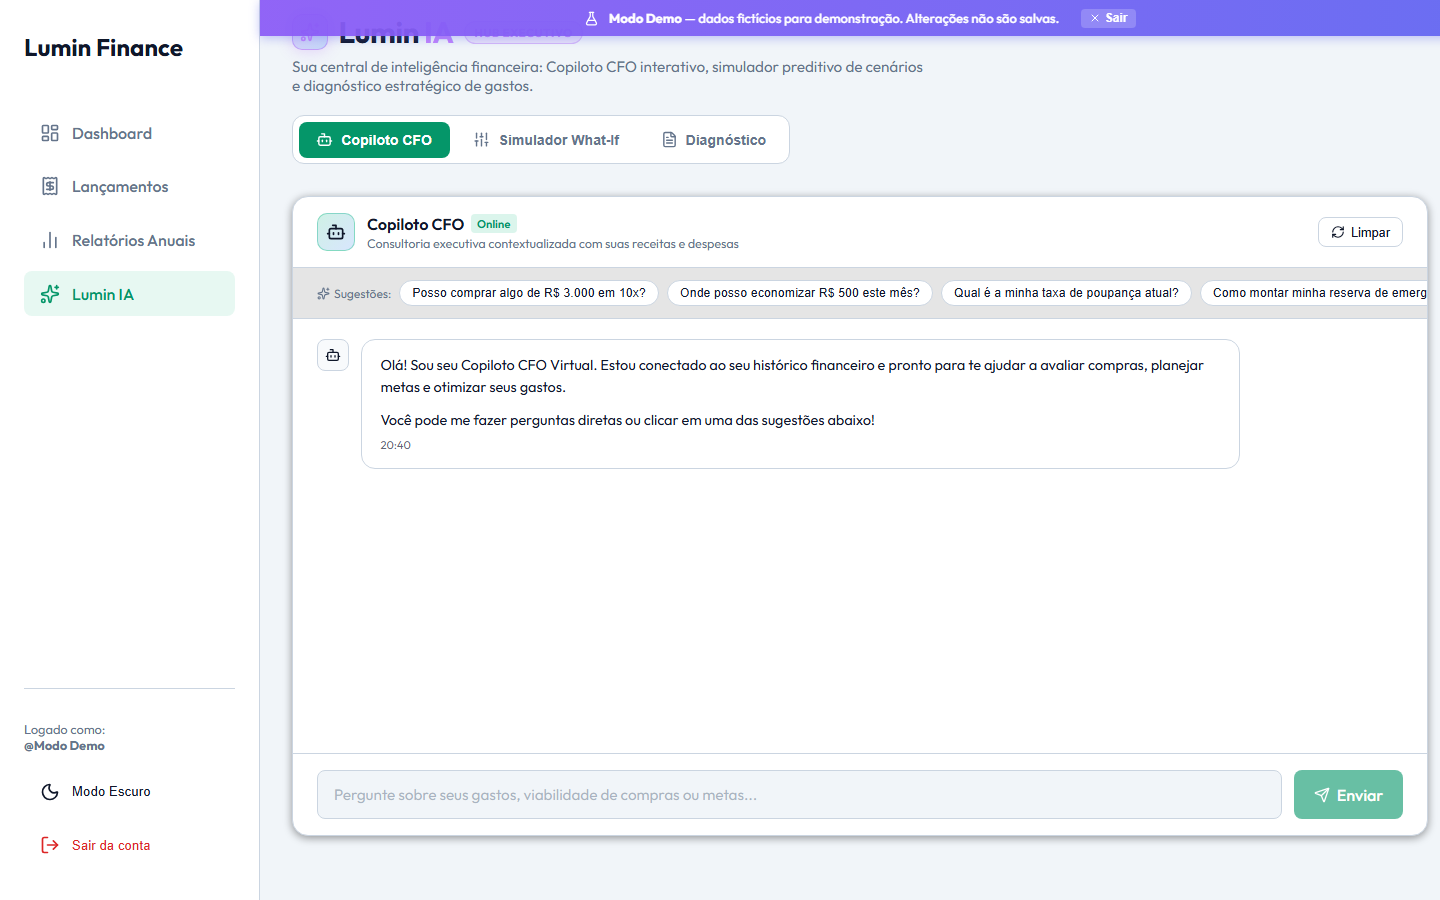 Modo Demo — dados fictícios para demonstração. Alterações não são salvas.
Sair
Lumin Finance
Dashboard
Lançamentos
Relatórios Anuais
Lumin IA
Logado como:
@Modo Demo
Modo Escuro
Sair da conta
Lumin IA
Sua central de inteligência financeira: Copiloto CFO interativo, simulador preditivo de cenários
e diagnóstico estratégico de gastos.
Copiloto CFO
Simulador What-If
Diagnóstico
Copiloto CFO Online
Consultoria executiva contextualizada com suas receitas e despesas
Limpar
Sugestões:
Posso comprar algo de R$ 3.000 em 10x?
Onde posso economizar R$ 500 este mês?
Qual é a minha taxa de poupança atual?
Como montar minha reserva de emerg
Olá! Sou seu Copiloto CFO Virtual. Estou conectado ao seu histórico financeiro e pronto para te ajudar a avaliar compras, planejar
metas e otimizar seus gastos.
Você pode me fazer perguntas diretas ou clicar em uma das sugestões abaixo!
20:40
Pergunte sobre seus gastos, viabilidade de compras ou metas...
Enviar